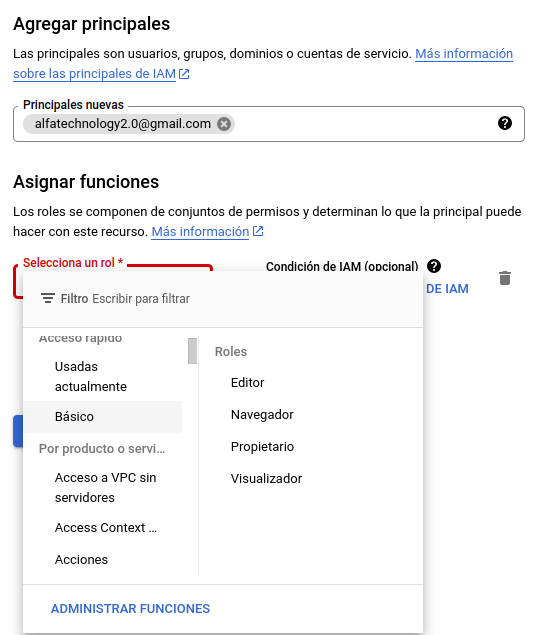 Agregar principales
Las principales son usuarios, grupos, dominios o cuentas de servicio. Más información
sobre las principales de IAM
Principales nuevas
alfatechnology2.0@gmail.com
Asignar funciones
Los roles se componen de conjuntos de permisos y determinan lo que la principal puede
hacer con este recurso. Más información
Selecciona un rol *
Condición de IAM (opcional)
DE IAM
Filtro Escribir para filtrar
Acceso rápido
Usadas
actualmente
Básico
Por producto o servi...
Acceso a VPC sin
servidores
Access Context ...
Acciones
Roles
Editor
Navegador
Propietario
Visualizador
ADMINISTRAR FUNCIONES